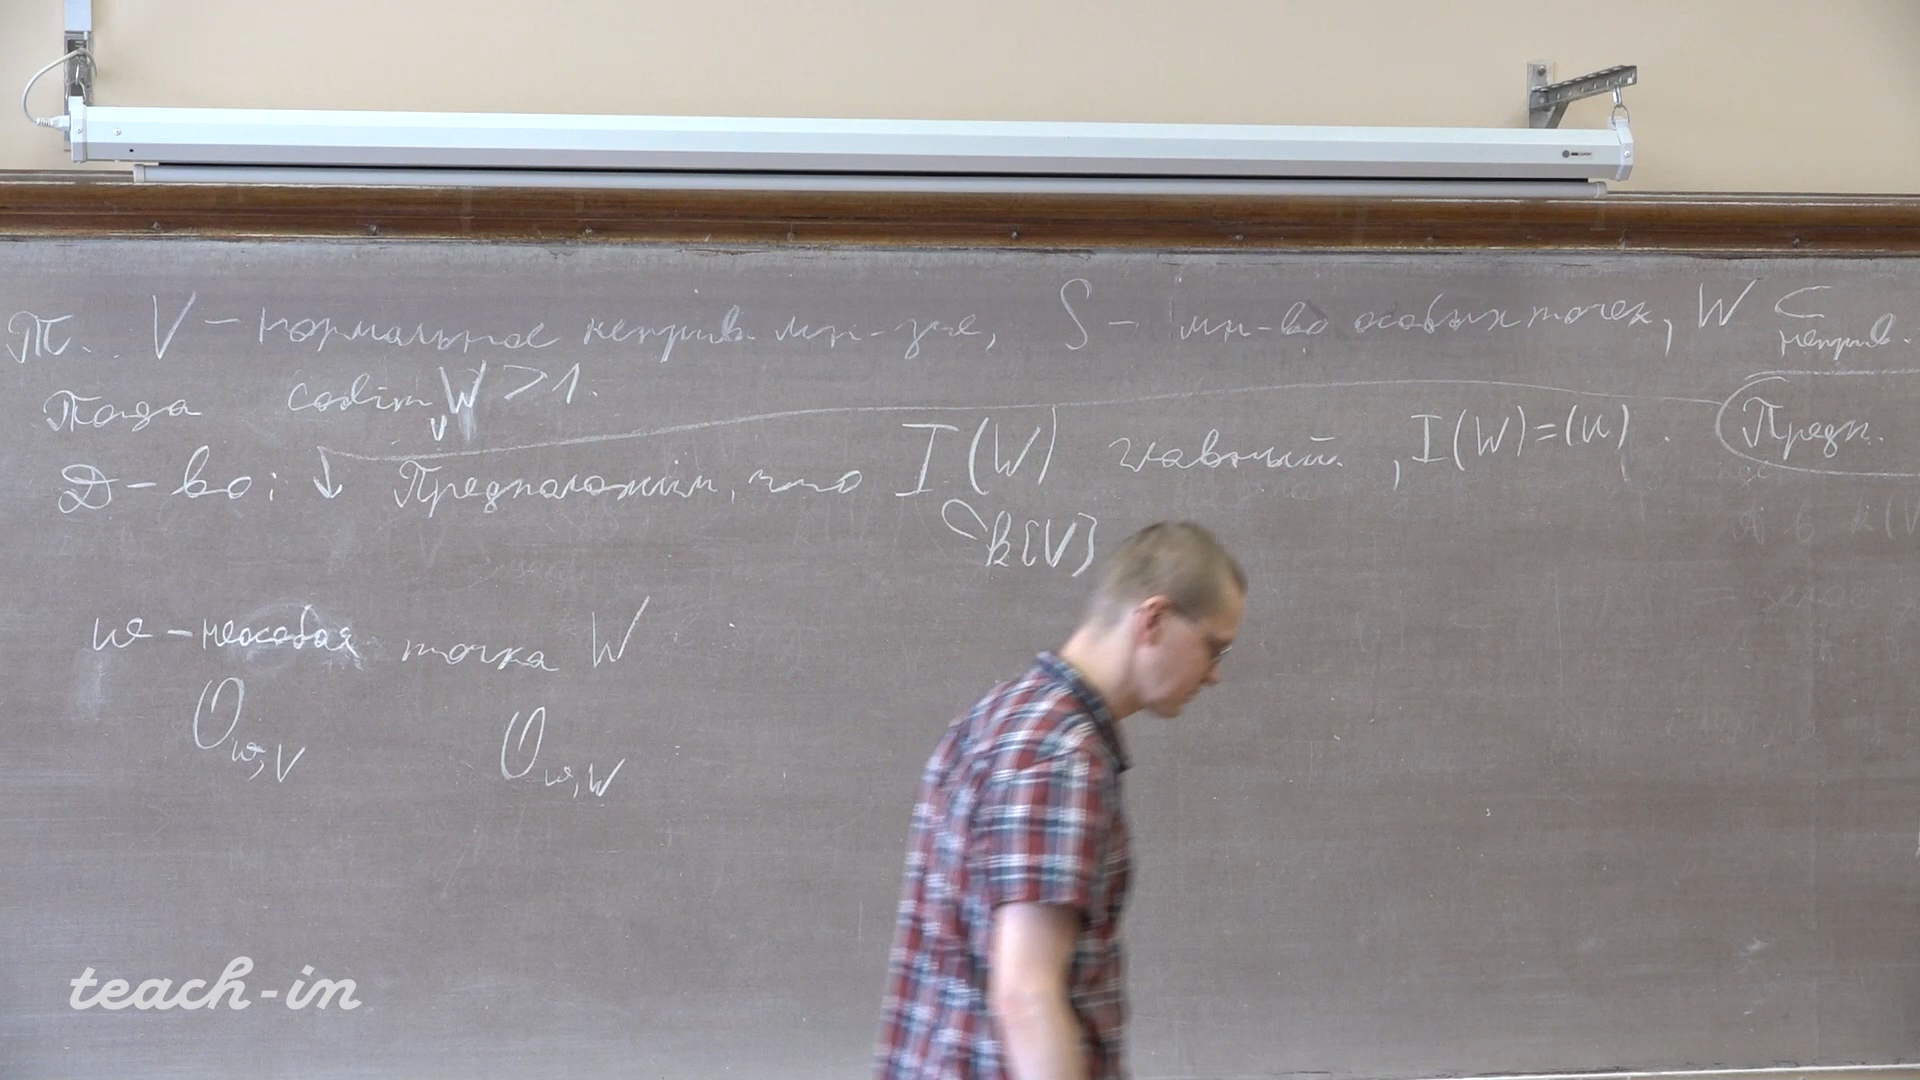 Т. V – нормальное неприв. мн-зие, S – мн-во особых точек, W ⊂ неприв.
Тогда codim_V W > 1.
Предп.
Д-во: ↓ Предположим, что I(W) главный, I(W)=(u).
⊂ k[V]
w – неособая точка W
O_{w,V} O_{w,W}
teach-in